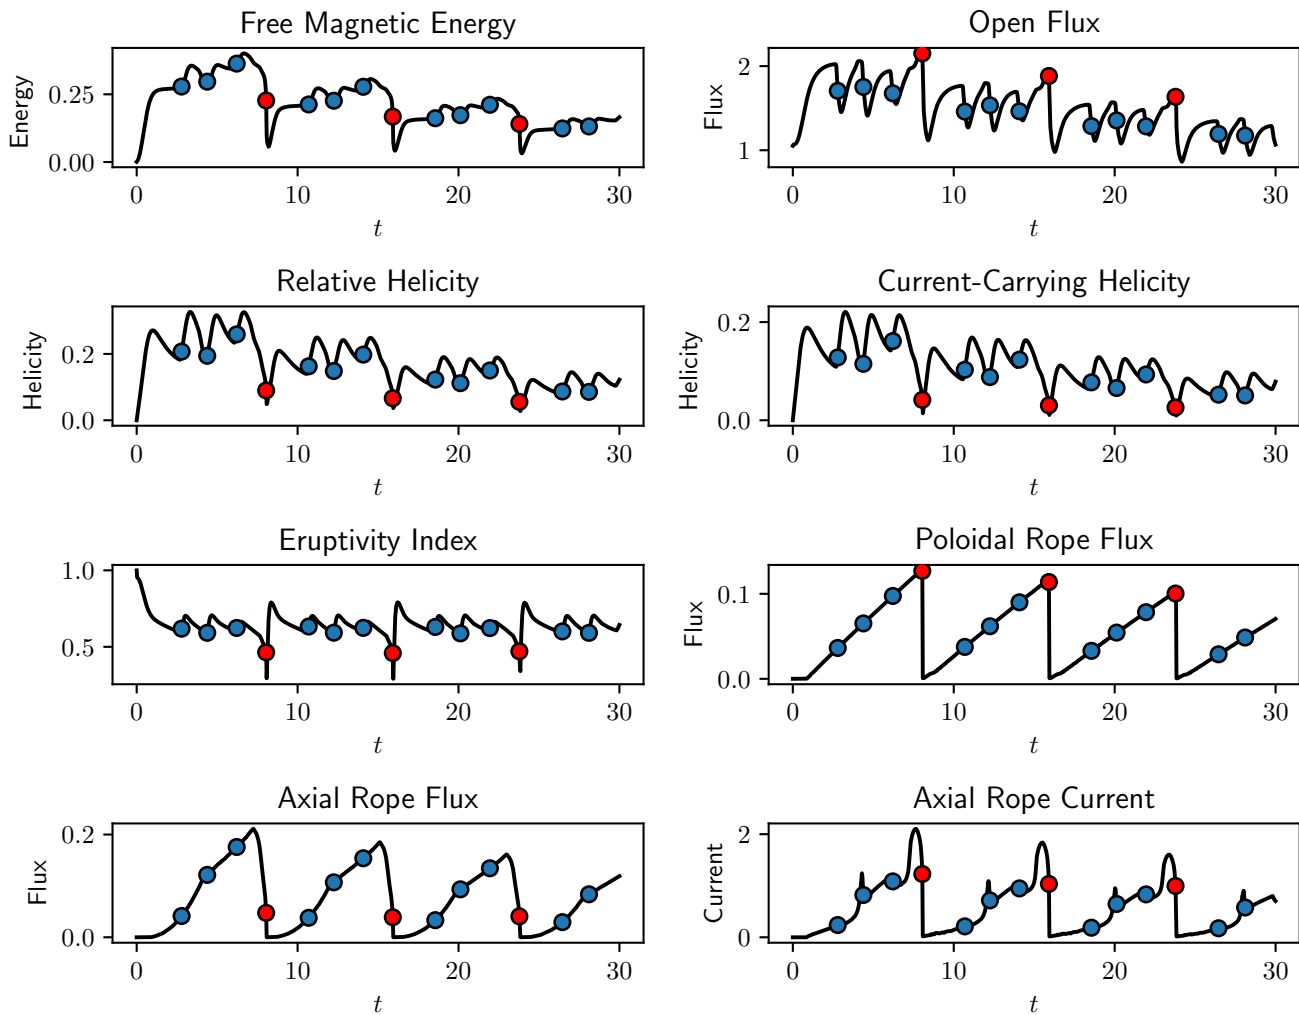 Free Magnetic Energy
Energy
0.25
0.00
0 10 20 30
t
Open Flux
Flux
2
1
0 10 20 30
t
Relative Helicity
Helicity
0.2
0.0
0 10 20 30
t
Current-Carrying Helicity
Helicity
0.2
0.0
0 10 20 30
t
Eruptivity Index
1.0
0.5
0 10 20 30
t
Poloidal Rope Flux
Flux
0.1
0.0
0 10 20 30
t
Axial Rope Flux
Flux
0.2
0.0
0 10 20 30
t
Axial Rope Current
Current
2
0
0 10 20 30
t